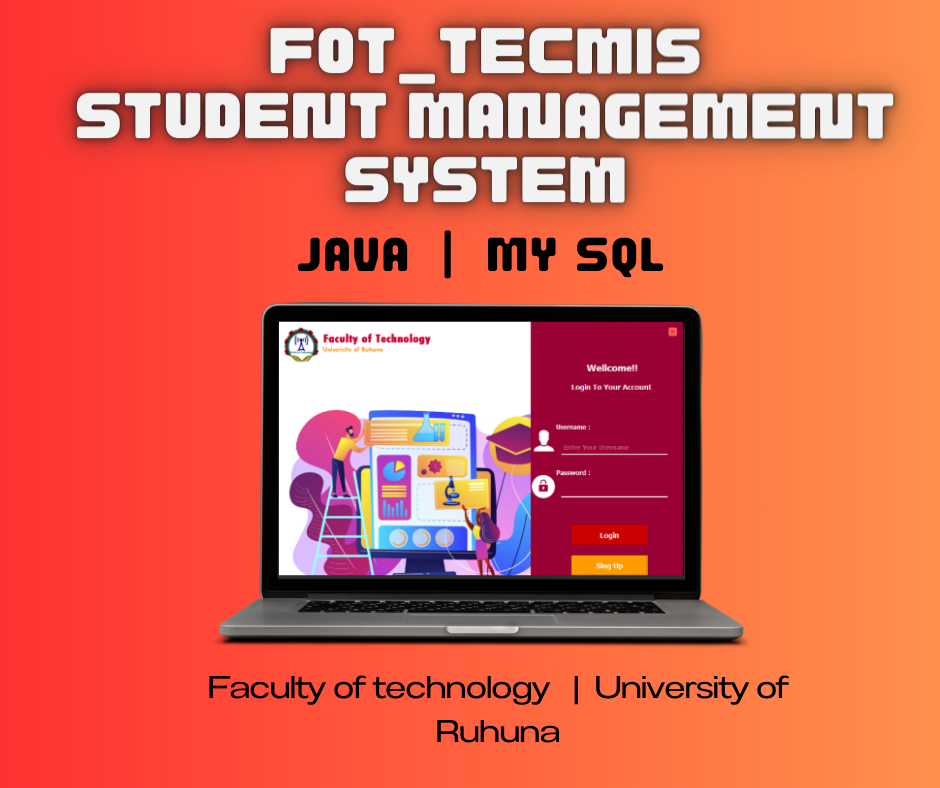 FOT_TECMIS
STUDENT MANAGEMENT
SYSTEM
JAVA | MY SQL
Faculty of Technology
University of Ruhuna
Wellcome!!
Login To Your Account
Username :
Enter Your Username
Password :
Login
Sing Up
Faculty of technology | University of
Ruhuna